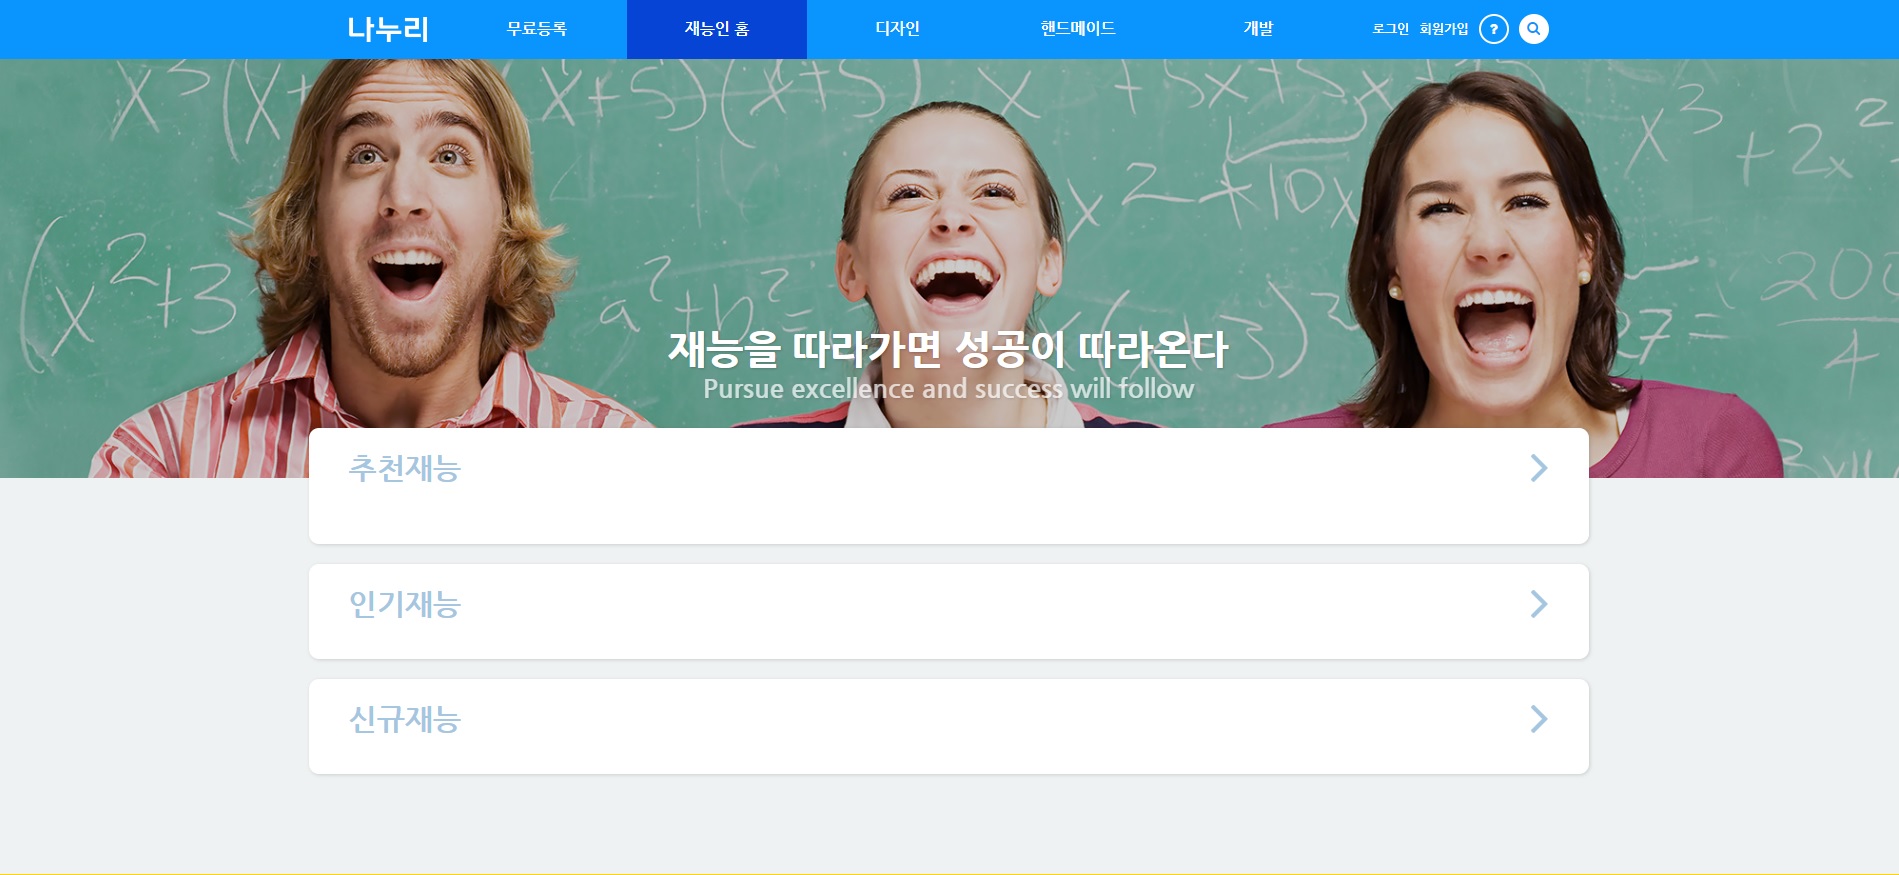 나누리 무료등록 재능인 홈 디자인 핸드메이드 개발 로그인 회원가입 ?
재능을 따라가면 성공이 따라온다
Pursue excellence and success will follow
추천재능
인기재능
신규재능